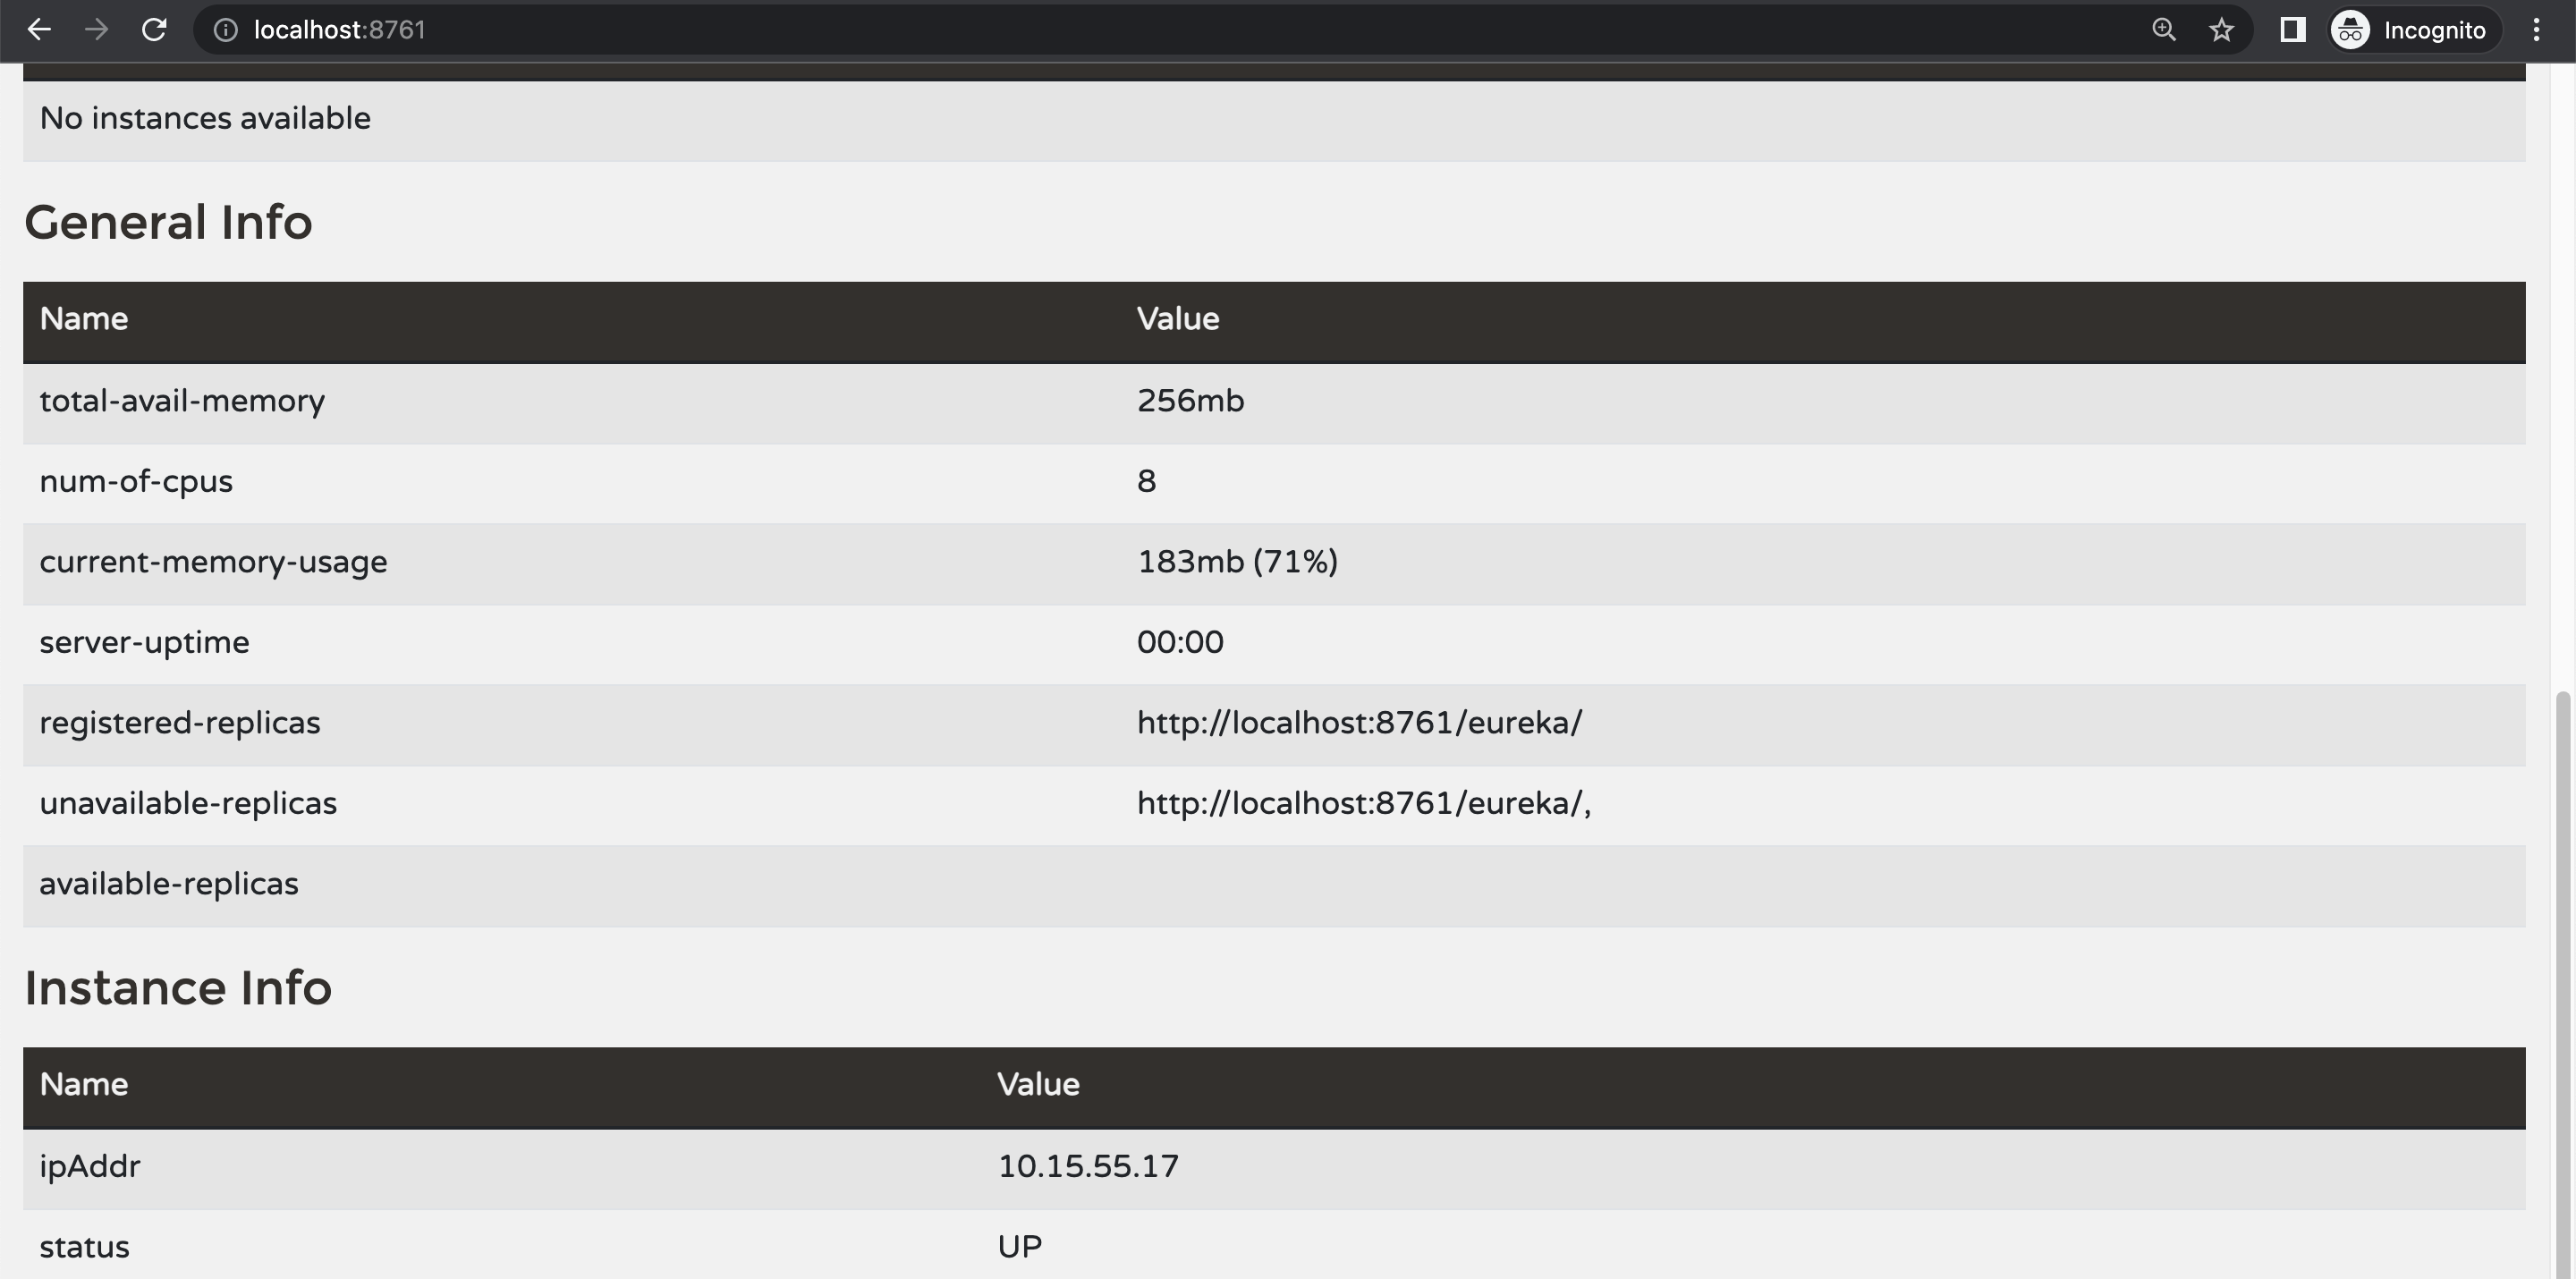 localhost:8761 Incognito
No instances available
General Info
Name Value
total-avail-memory 256mb
num-of-cpus 8
current-memory-usage 183mb (71%)
server-uptime 00:00
registered-replicas http://localhost:8761/eureka/
unavailable-replicas http://localhost:8761/eureka/,
available-replicas
Instance Info
Name Value
ipAddr 10.15.55.17
status UP